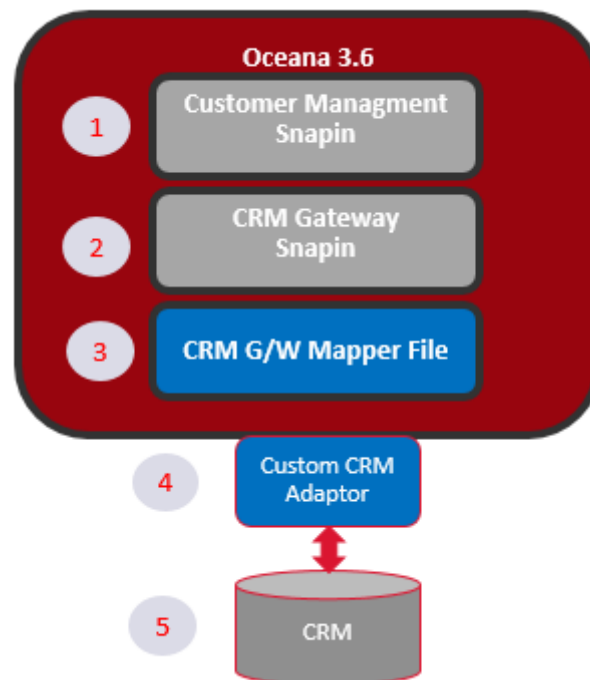 Oceana 3.6
1
Customer Managment
Snapin
2
CRM Gateway
Snapin
3
CRM G/W Mapper File
4
Custom CRM
Adaptor
5
CRM